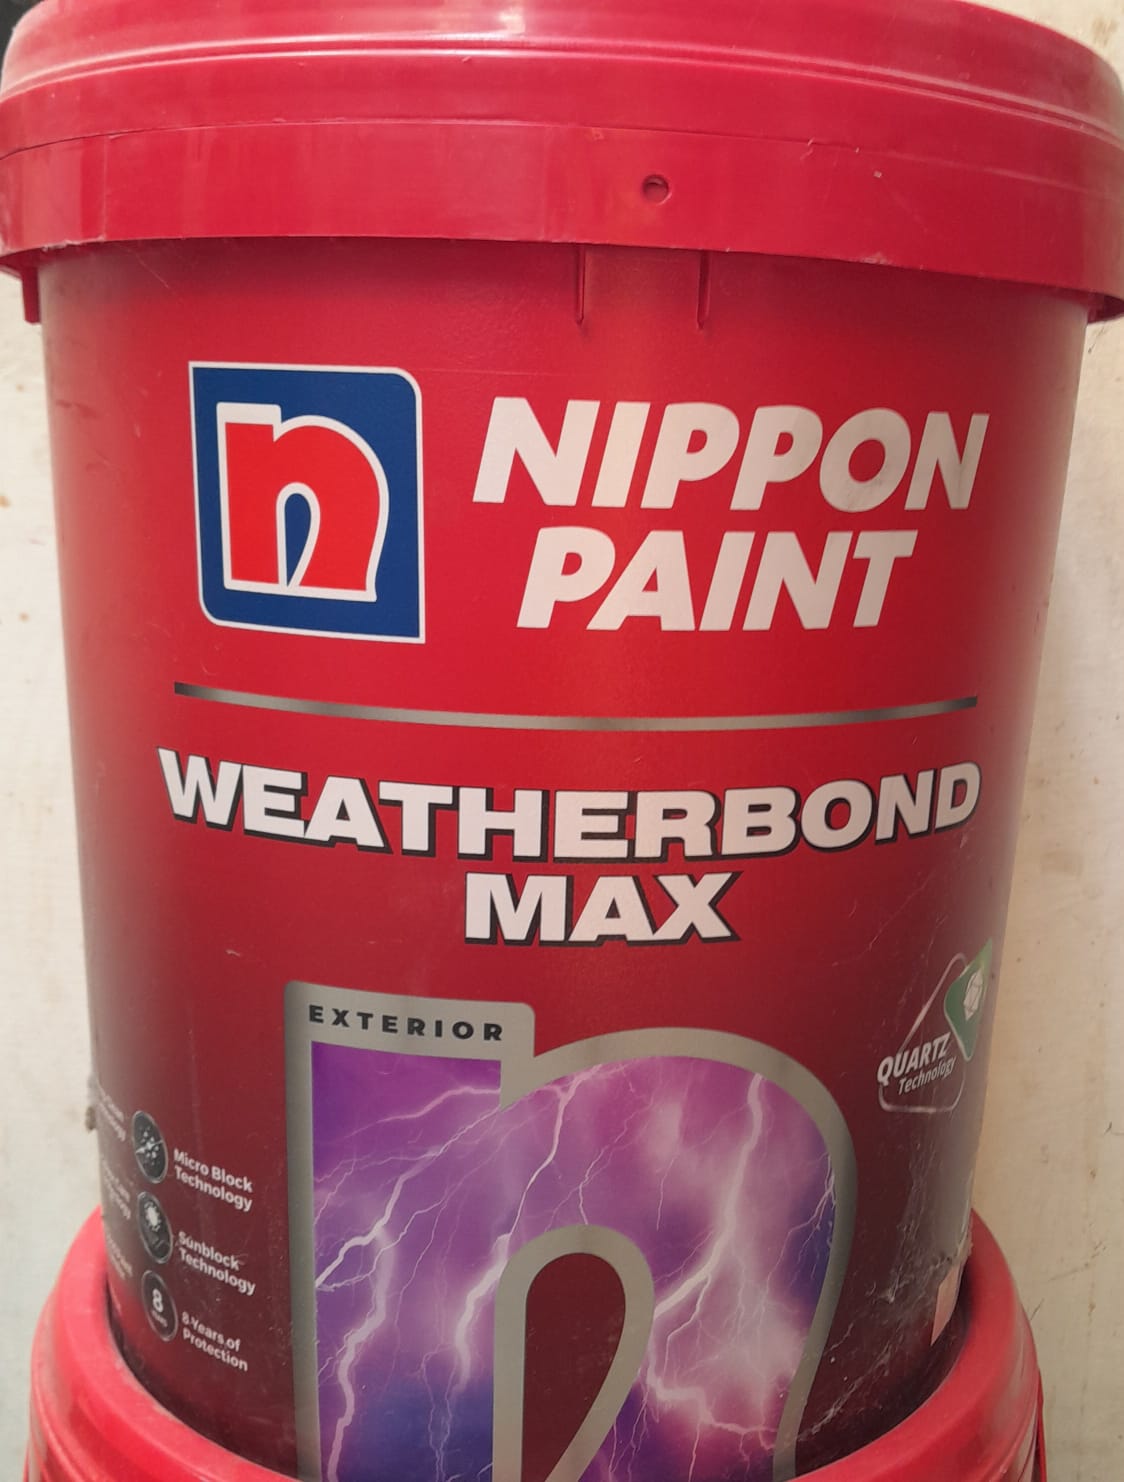 n
NIPPON
PAINT
WEATHERBOND
MAX
EXTERIOR
QUARTZ
Technology
Micro Block
Technology
Sunblock
Technology
8
8 Years of
Protection